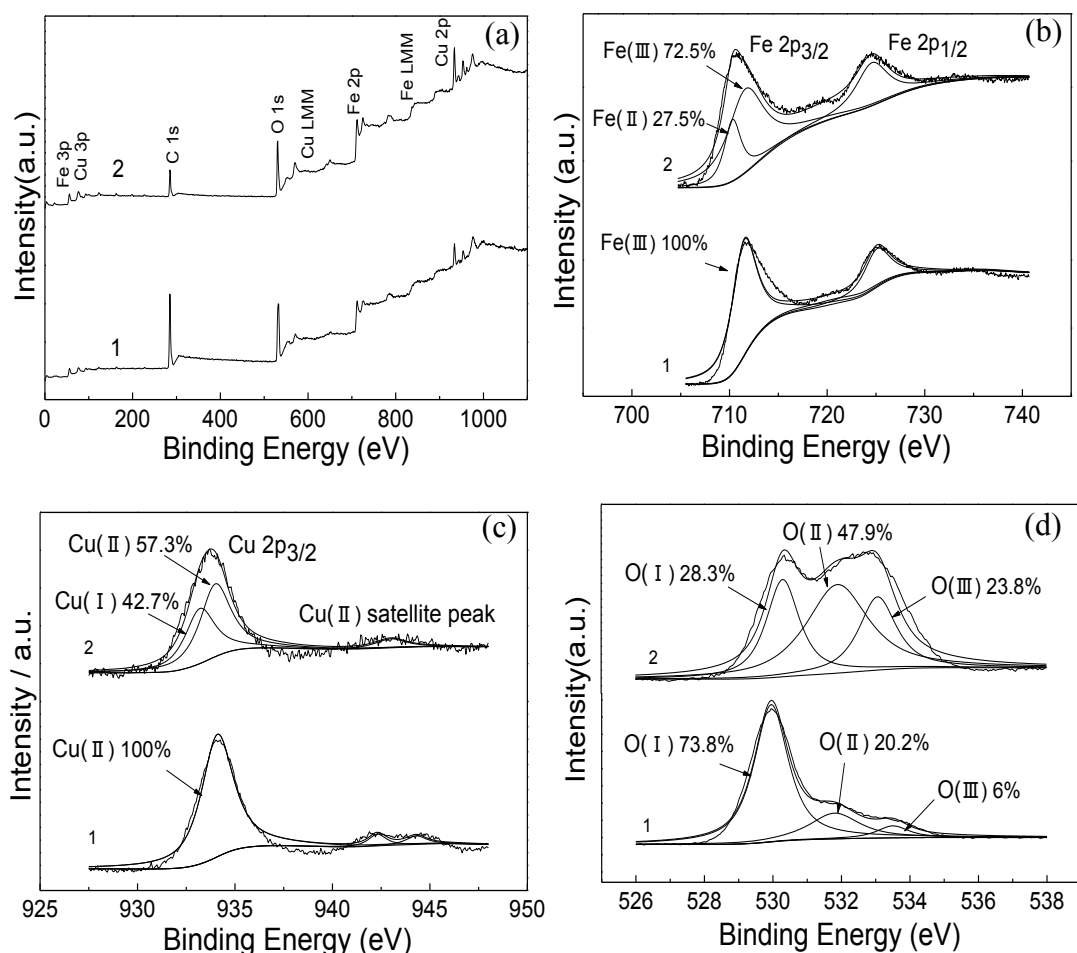 (a)
Intensity(a.u.)
Fe 3p
Cu 3p
C 1s
O 1s
Cu LMM
Fe 2p
Fe LMM
Cu 2p
2
1
0 200 400 600 800 1000
Binding Energy (eV)
(b)
Intensity (a.u.)
Fe 2p3/2
Fe 2p1/2
Fe(Ⅲ) 72.5%
Fe(Ⅱ) 27.5%
2
Fe(Ⅲ) 100%
1
700 710 720 730 740
Binding Energy (eV)
(c)
Intensity / a.u.
Cu(Ⅱ) 57.3%
Cu 2p3/2
Cu(Ⅰ) 42.7%
Cu(Ⅱ) satellite peak
2
Cu(Ⅱ) 100%
1
925 930 935 940 945 950
Binding Energy (eV)
(d)
Intensity(a.u.)
O(Ⅱ) 47.9%
O(Ⅰ) 28.3%
O(Ⅲ) 23.8%
2
O(Ⅰ) 73.8%
O(Ⅱ) 20.2%
O(Ⅲ) 6%
1
526 528 530 532 534 536 538
Binding Energy (eV)